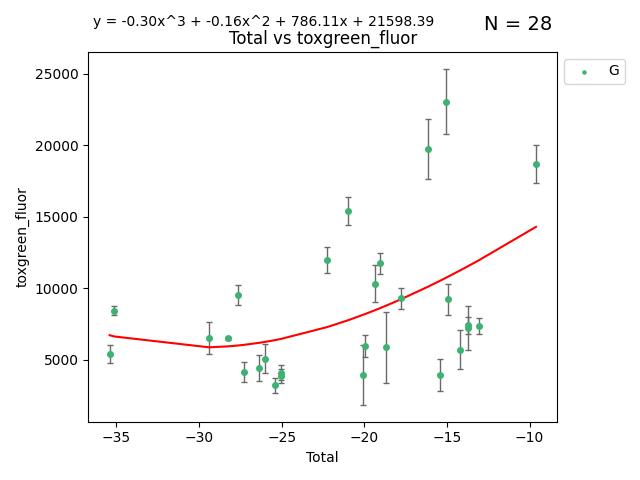 y = -0.30x^3 + -0.16x^2 + 786.11x + 21598.39
N = 28
Total vs toxgreen_fluor
G
25000
20000
15000
10000
5000
toxgreen_fluor
−35
−30
−25
−20
−15
−10
Total